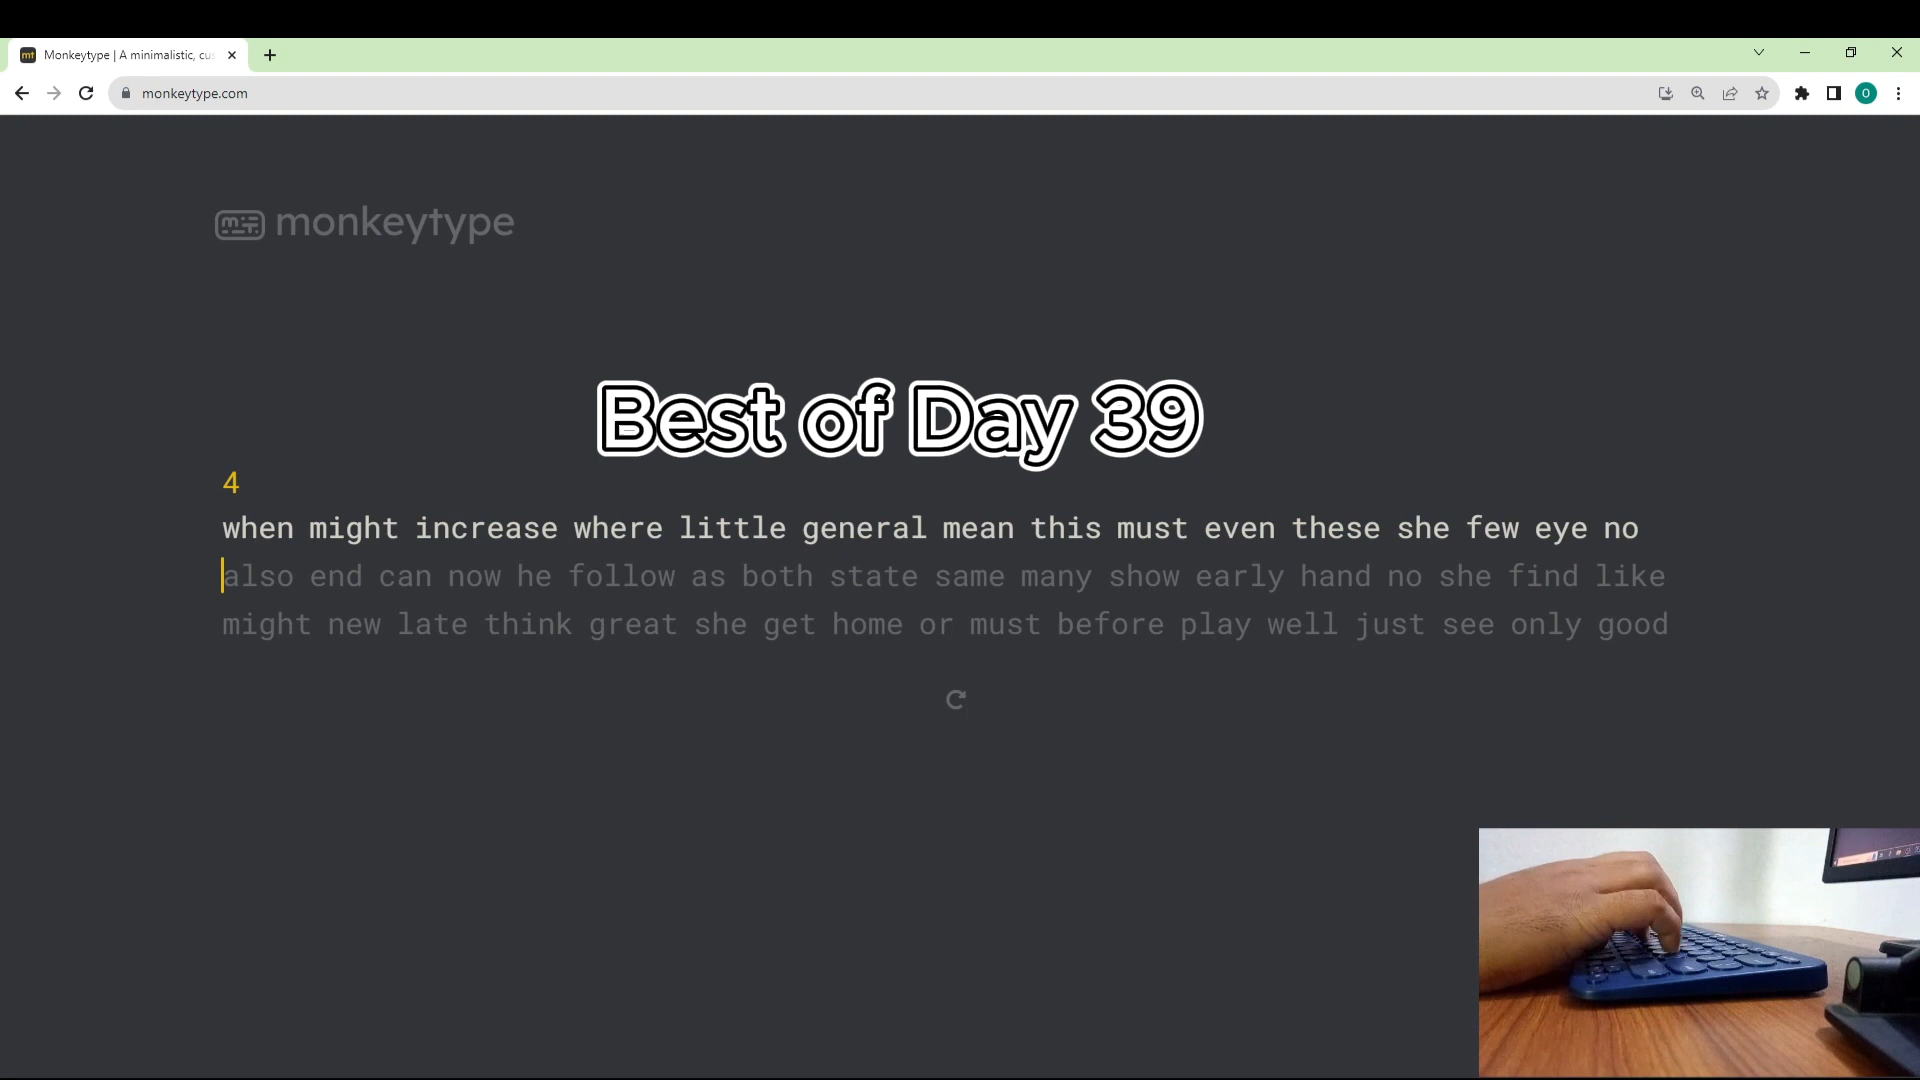 mt Monkeytype | A minimalistic, cus
monkeytype.com
O
monkeytype
Best of Day 39
4
when might increase where little general mean this must even these she few eye no
also end can now he follow as both state same many show early hand no she find like
might new late think great she get home or must before play well just see only good